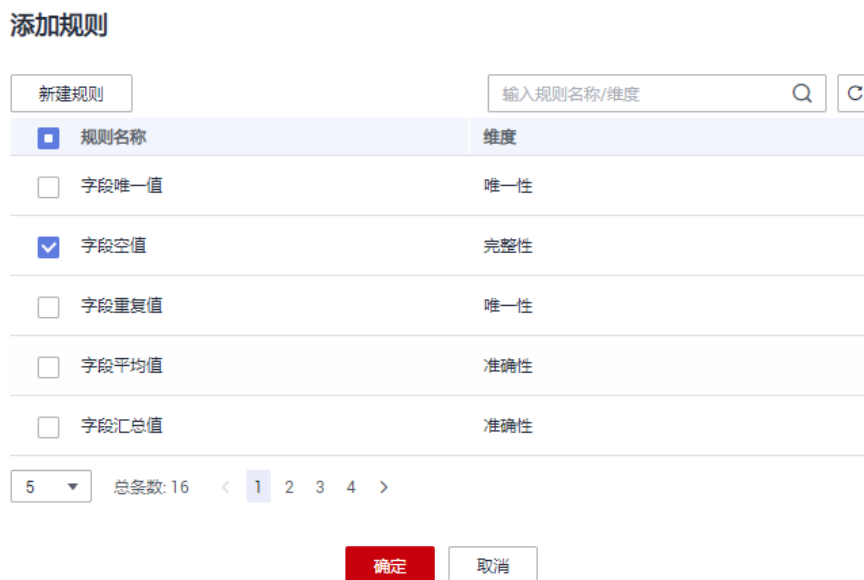 添加规则
新建规则 输入规则名称/维度
规则名称 维度
字段唯一值 唯一性
字段空值 完整性
字段重复值 唯一性
字段平均值 准确性
字段汇总值 准确性
5 总条数: 16 < 1 2 3 4 >
确定 取消